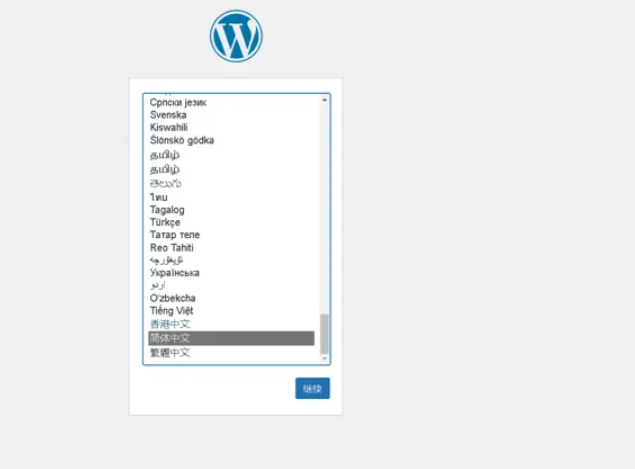 Српски језик
Svenska
Kiswahili
Ślōnskŏ gŏdka
தமிழ்
தமிழ்
తెలుగు
ไทย
Tagalog
Türkçe
Татар теле
Reo Tahiti
ئۇيغۇرچە
Українська
اردو
O'zbekcha
Tiếng Việt
香港中文
简体中文
繁體中文
继续